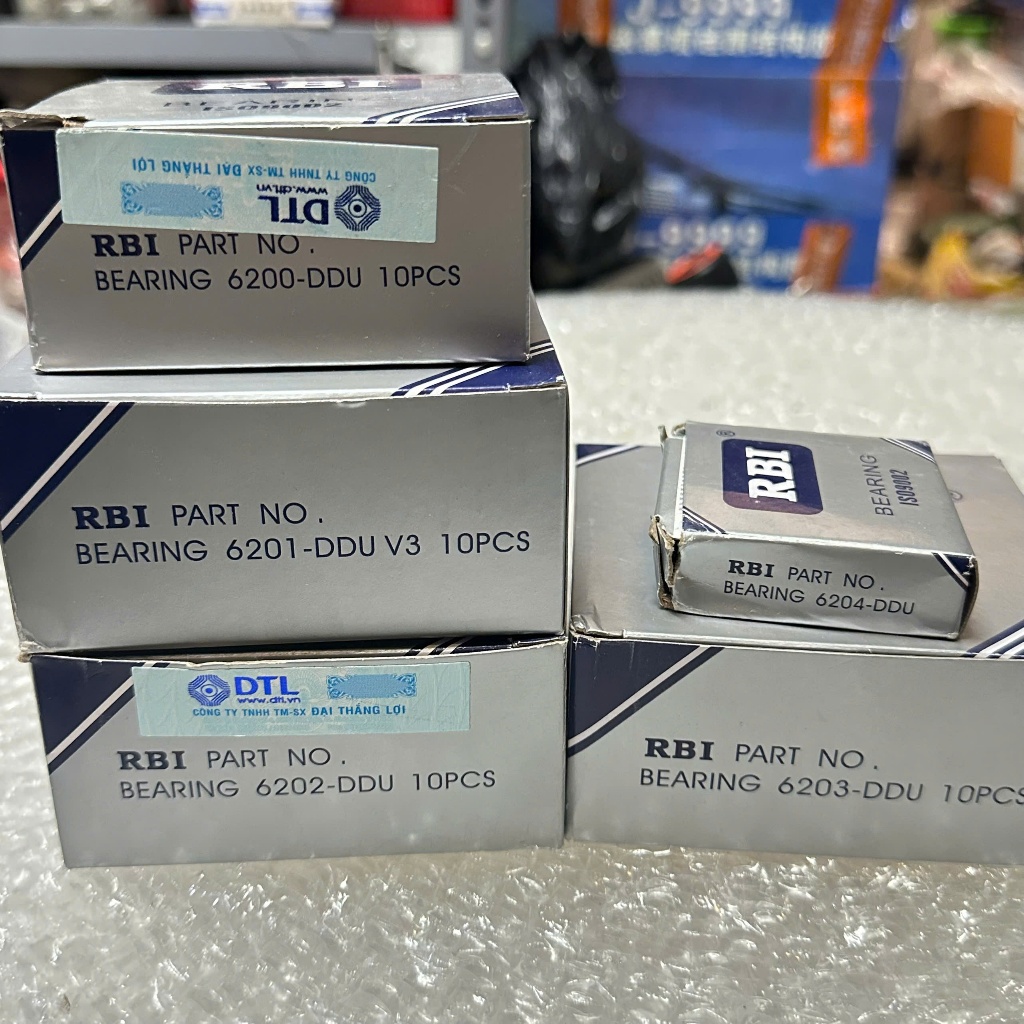 RBI
ISO9002
CÔNG TY TNHH TM-SX ĐẠI THẮNG LỢI
www.dtl.vn
DTL
RBI PART NO.
BEARING 6200-DDU 10PCS
RBI PART NO.
BEARING 6201-DDU V3 10PCS
DTL
www.dtl.vn
CÔNG TY TNHH TM-SX ĐẠI THẮNG LỢI
RBI PART NO.
BEARING 6202-DDU 10PCS
RBI
®
BEARING
ISO9002
RBI PART NO.
BEARING 6204-DDU
RBI PART NO.
BEARING 6203-DDU 10PCS
J-9999